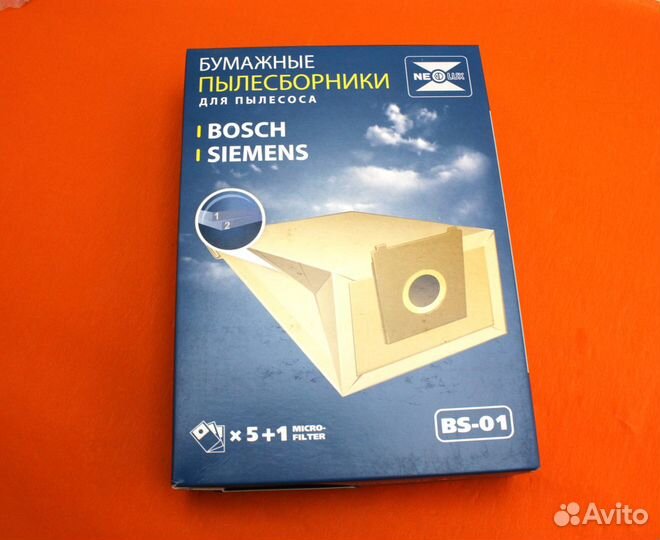 БУМАЖНЫЕ
ПЫЛЕСБОРНИКИ
ДЛЯ ПЫЛЕСОСА
NEOLUX
BOSCH
SIEMENS
1
2
x 5+1 MICRO-
FILTER
BS-01
Avito